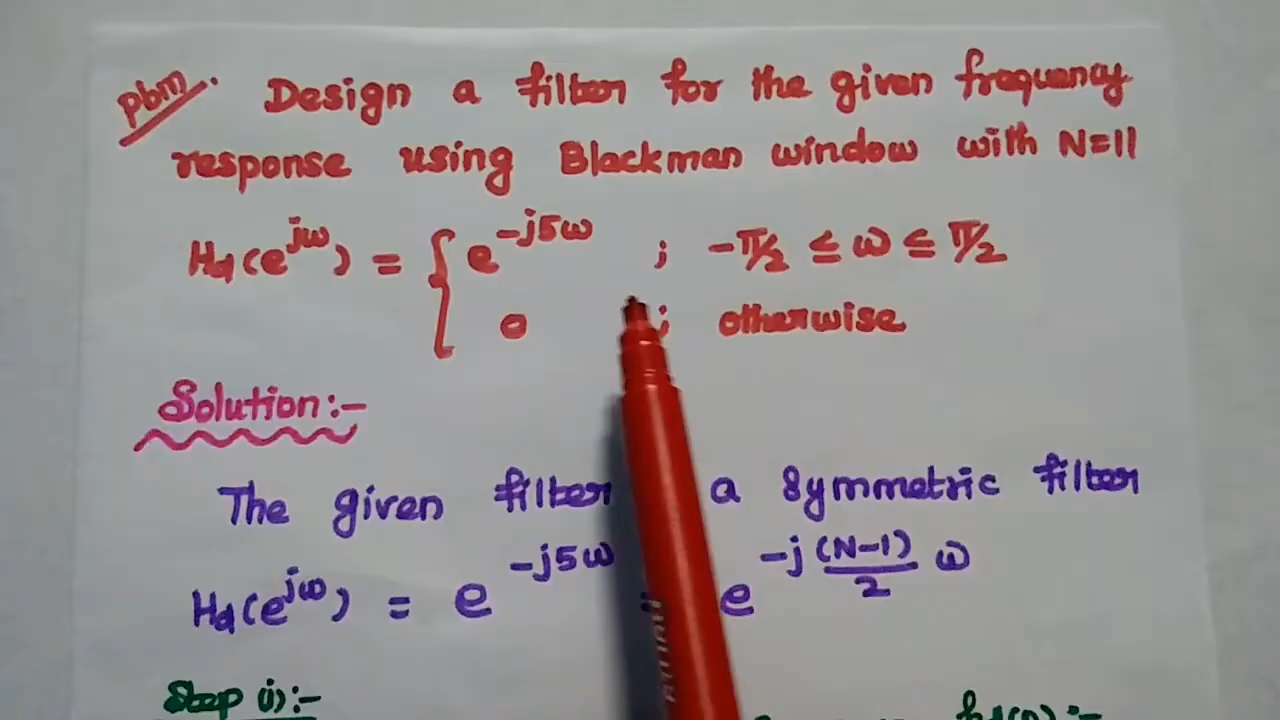 Pbm.
Design a filter for the given frequency
response using Blackman window with N=11
Hd(e^jω) = { e^-j5ω ; -π/2 ≤ ω ≤ π/2
0 ; otherwise
Solution:-
The given filter a Symmetric filter
Hd(e^jω) = e^-j5ω = e^-j(N-1)/2 ω
Step (i):- hd(n):-